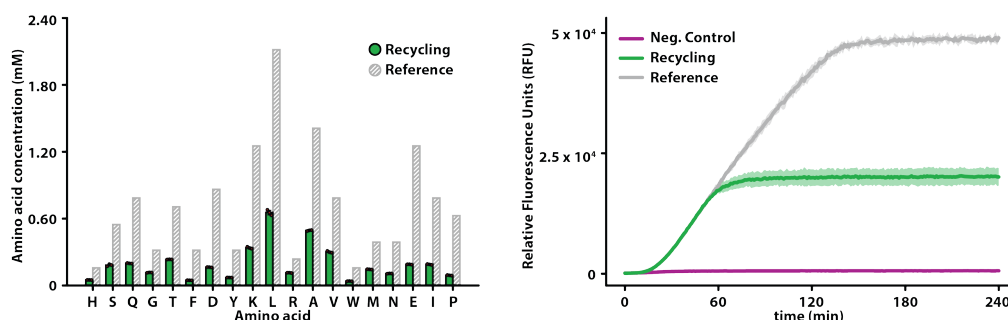 2.40
1.80
1.20
0.60
0
Amino acid concentration (mM)
Recycling
Reference
H S Q G T F D Y K L R A V W M N E I P
Amino acid
5 x 10⁴
2.5 x 10⁴
0
Relative Fluorescence Units (RFU)
Neg. Control
Recycling
Reference
0 60 120 180 240
time (min)